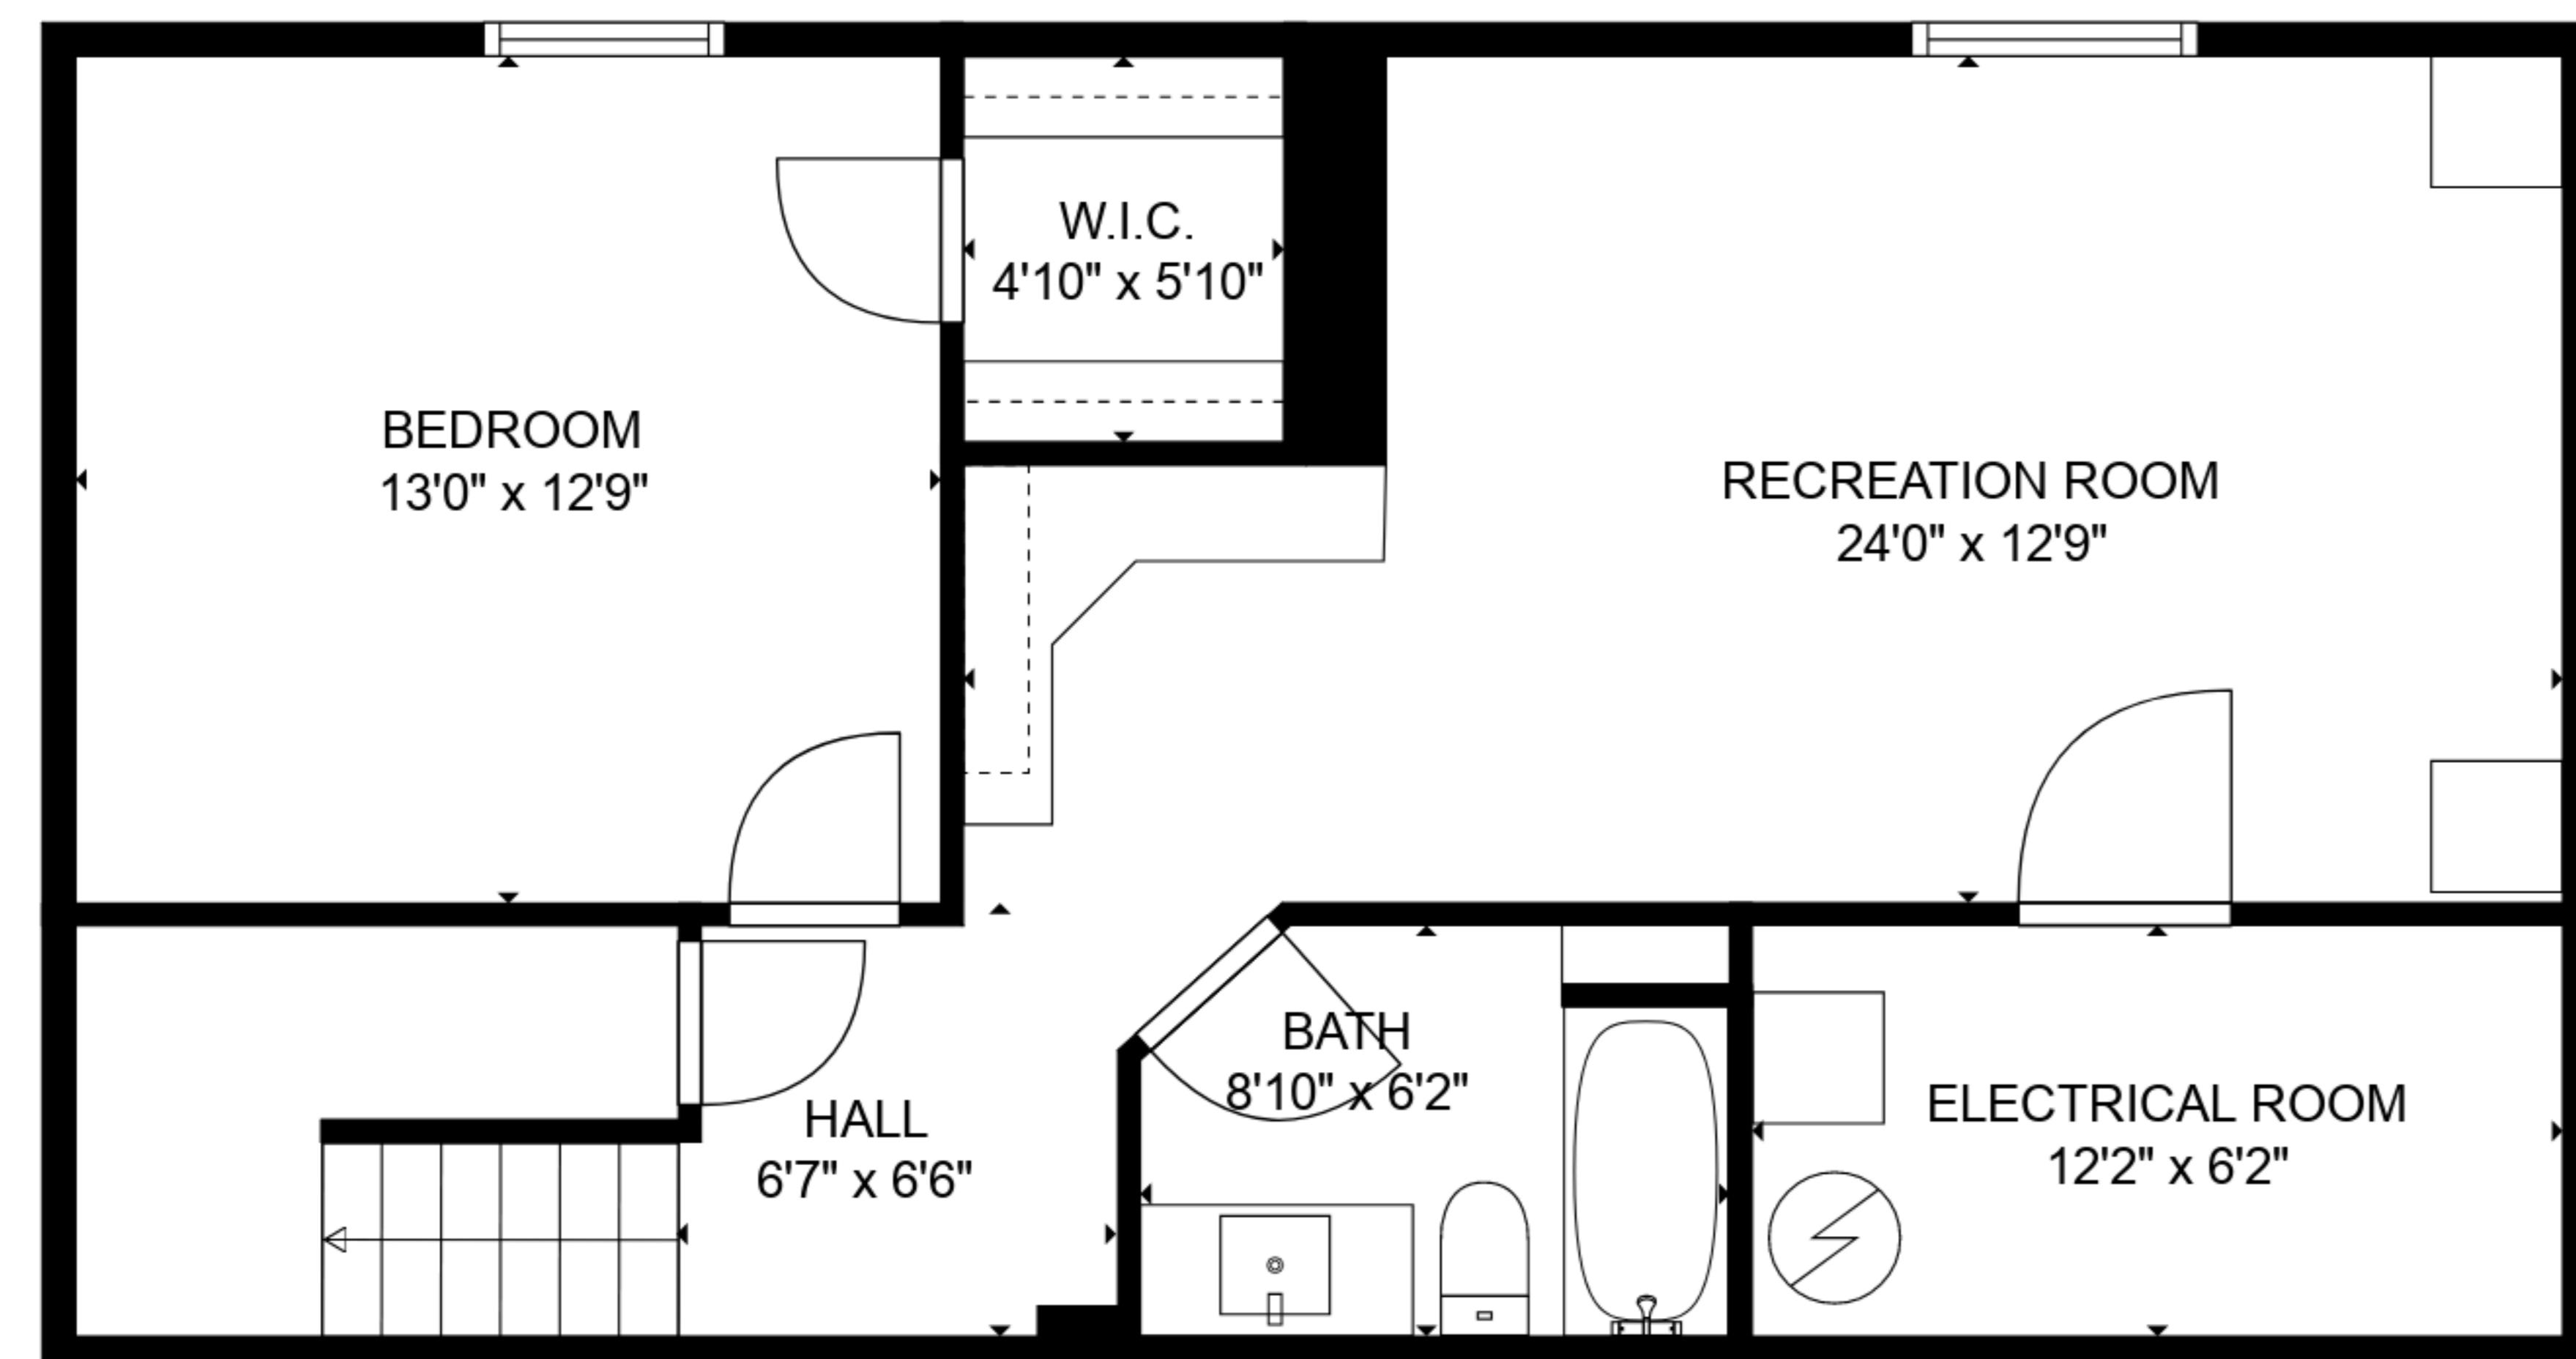 W.I.C.
4'10" x 5'10"
BEDROOM
13'0" x 12'9"
RECREATION ROOM
24'0" x 12'9"
BATH
8'10" x 6'2"
HALL
6'7" x 6'6"
ELECTRICAL ROOM
12'2" x 6'2"